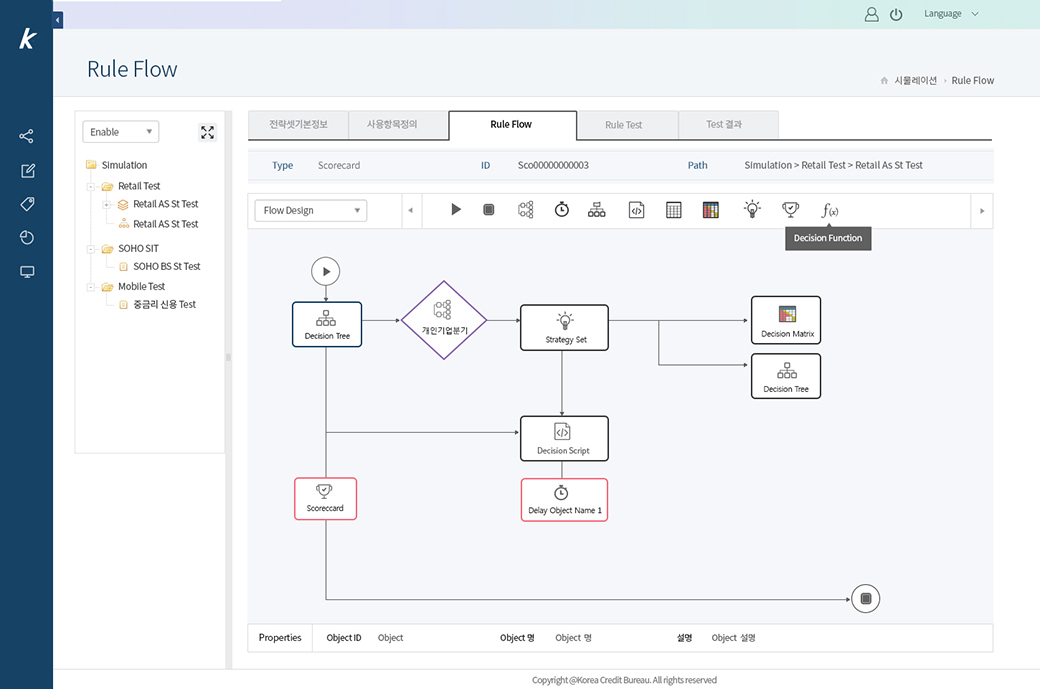 k
Language
Rule Flow
시물레이션 › Rule Flow
Enable
Simulation
Retail Test
Retail AS St Test
Retail AS St Test
SOHO SIT
SOHO BS St Test
Mobile Test
중금리 신용 Test
전략셋기본정보
사용항목정의
Rule Flow
Rule Test
Test 결과
Type
Scorecard
ID
Sco00000000003
Path
Simulation > Retail Test > Retail As St Test
Flow Design
f(x)
Decision Function
Decision Tree
개인기업분기
Strategy Set
Decision Matrix
Decision Tree
Decision Script
Scoreccard
Delay Object Name 1
Properties
Object ID
Object
Object 명
Object 명
설명
Object 설명
Copyright @Korea Credit Bureau. All rights reserved